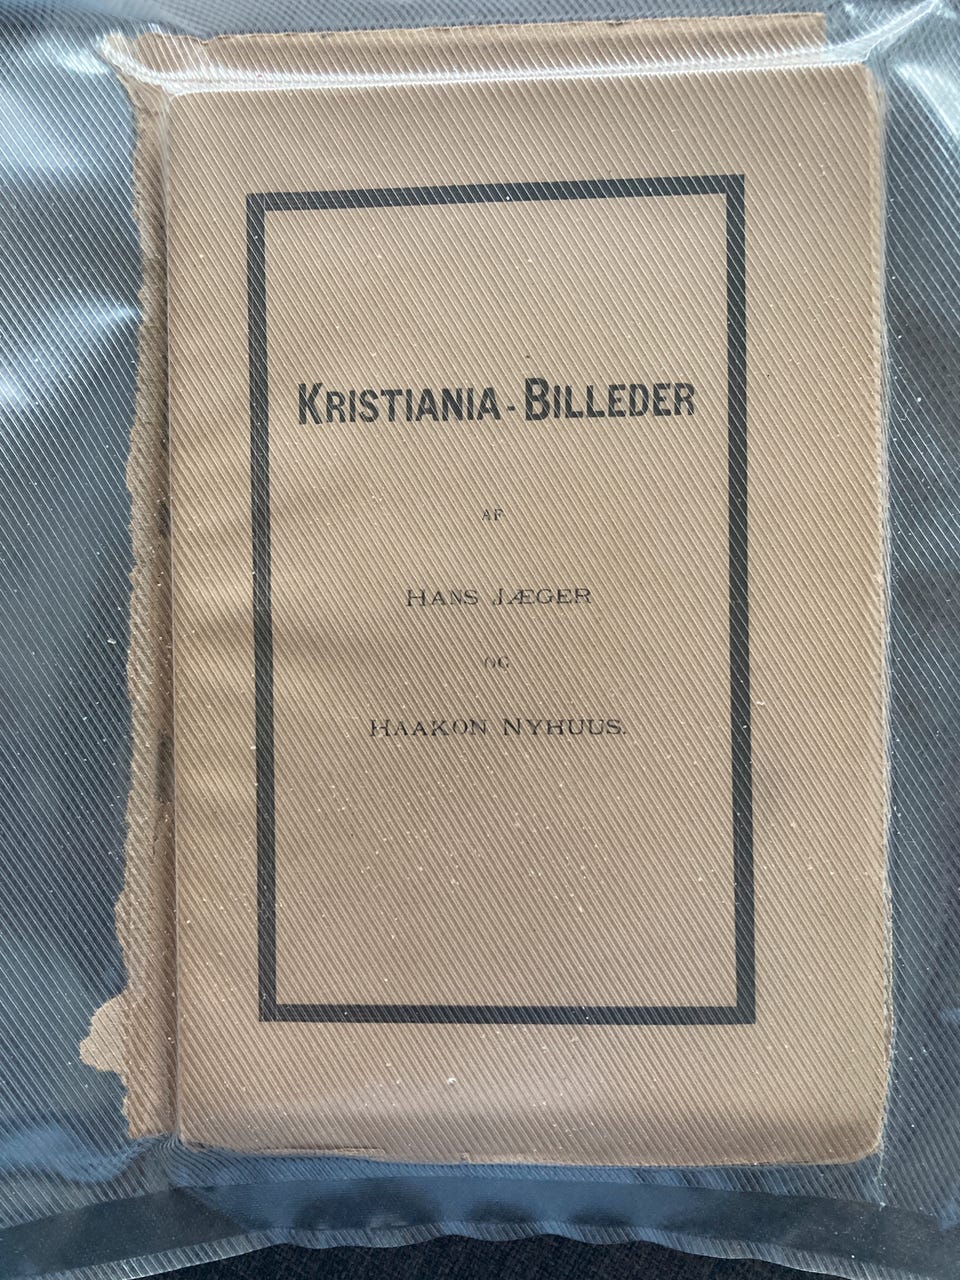 KRISTIANIA-BILLEDER
AF
HANS JÆGER
OG
HAAKON NYHUUS.